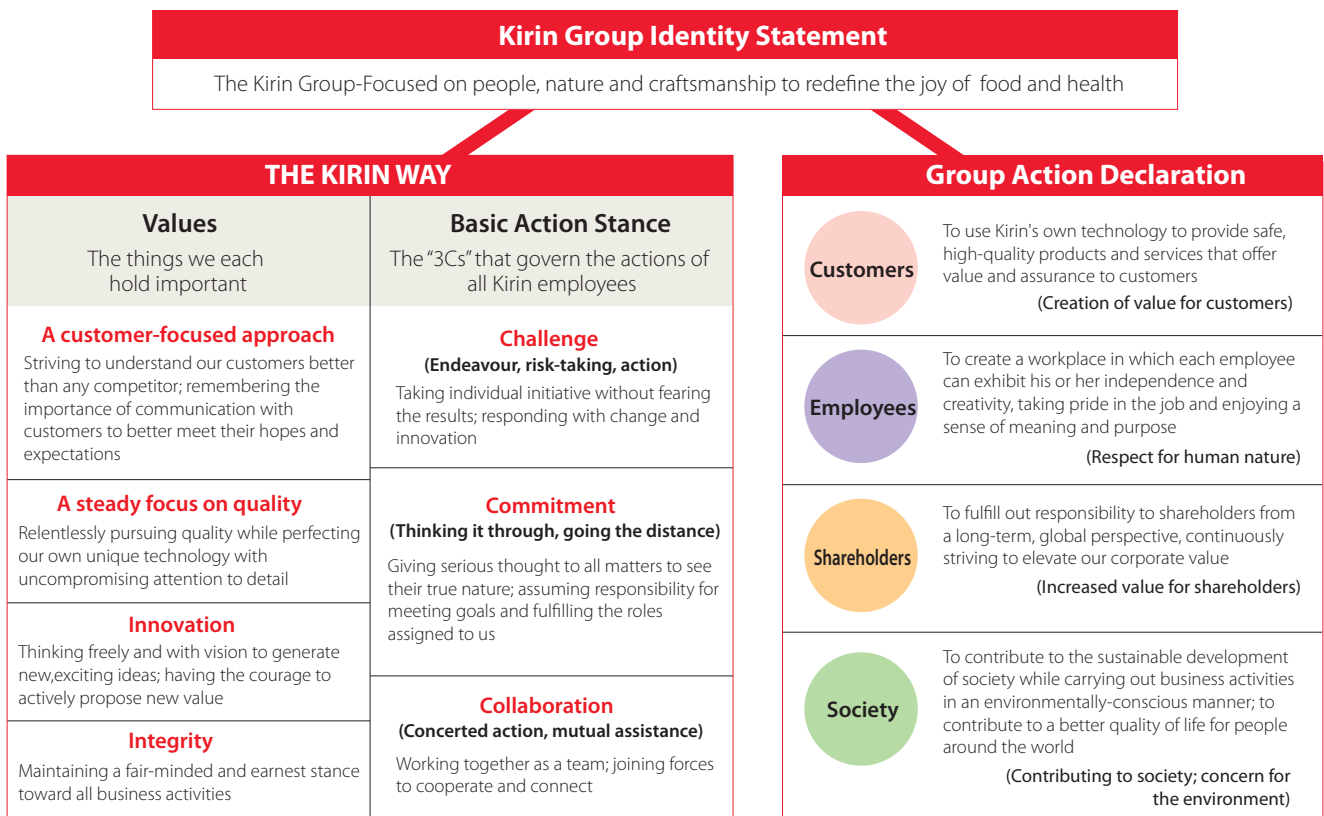 Kirin Group Identity Statement
The Kirin Group-Focused on people, nature and craftsmanship to redefine the joy of food and health
THE KIRIN WAY
Values
The things we each
hold important
A customer-focused approach
Striving to understand our customers better
than any competitor; remembering the
importance of communication with
customers to better meet their hopes and
expectations
A steady focus on quality
Relentlessly pursuing quality while perfecting
our own unique technology with
uncompromising attention to detail
Innovation
Thinking freely and with vision to generate
new,exciting ideas; having the courage to
actively propose new value
Integrity
Maintaining a fair-minded and earnest stance
toward all business activities
Basic Action Stance
The “3Cs” that govern the actions of
all Kirin employees
Challenge
(Endeavour, risk-taking, action)
Taking individual initiative without fearing
the results; responding with change and
innovation
Commitment
(Thinking it through, going the distance)
Giving serious thought to all matters to see
their true nature; assuming responsibility for
meeting goals and fulfilling the roles
assigned to us
Collaboration
(Concerted action, mutual assistance)
Working together as a team; joining forces
to cooperate and connect
Group Action Declaration
Customers
To use Kirin's own technology to provide safe,
high-quality products and services that offer
value and assurance to customers
(Creation of value for customers)
Employees
To create a workplace in which each employee
can exhibit his or her independence and
creativity, taking pride in the job and enjoying a
sense of meaning and purpose
(Respect for human nature)
Shareholders
To fulfill out responsibility to shareholders from
a long-term, global perspective, continuously
striving to elevate our corporate value
(Increased value for shareholders)
Society
To contribute to the sustainable development
of society while carrying out business activities
in an environmentally-conscious manner; to
contribute to a better quality of life for people
around the world
(Contributing to society; concern for
the environment)